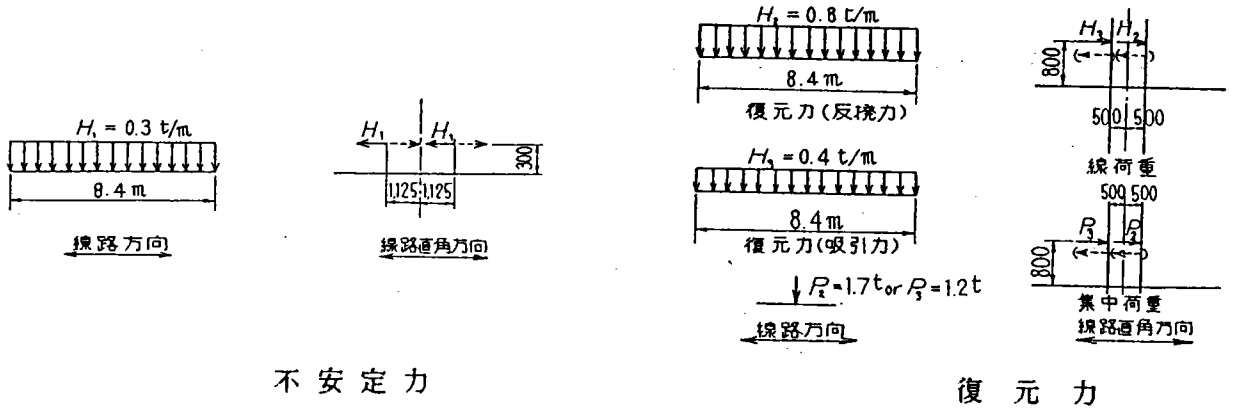 H₁ = 0.3 t/m
8.4 m
線路方向
H₁ H₁
300
1,125 1,125
線路直角方向
不安定力
H₂ = 0.8 t/m
8.4 m
復元力(反撓力)
H₃ = 0.4 t/m
8.4 m
復元力(吸引力)
P₂ = 1.7 t or P₃ = 1.2 t
線路方向
H₃ H₂
800
500 500
線荷重
500 500
P₃ P₃
800
集中荷重
線路直角方向
復元力